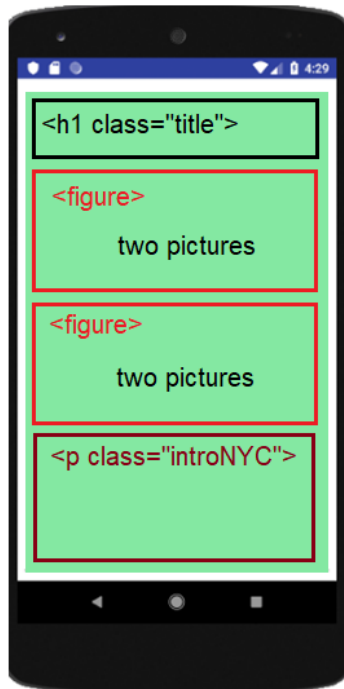 4:29
<h1 class="title">
<figure>
two pictures
<figure>
two pictures
<p class="introNYC">